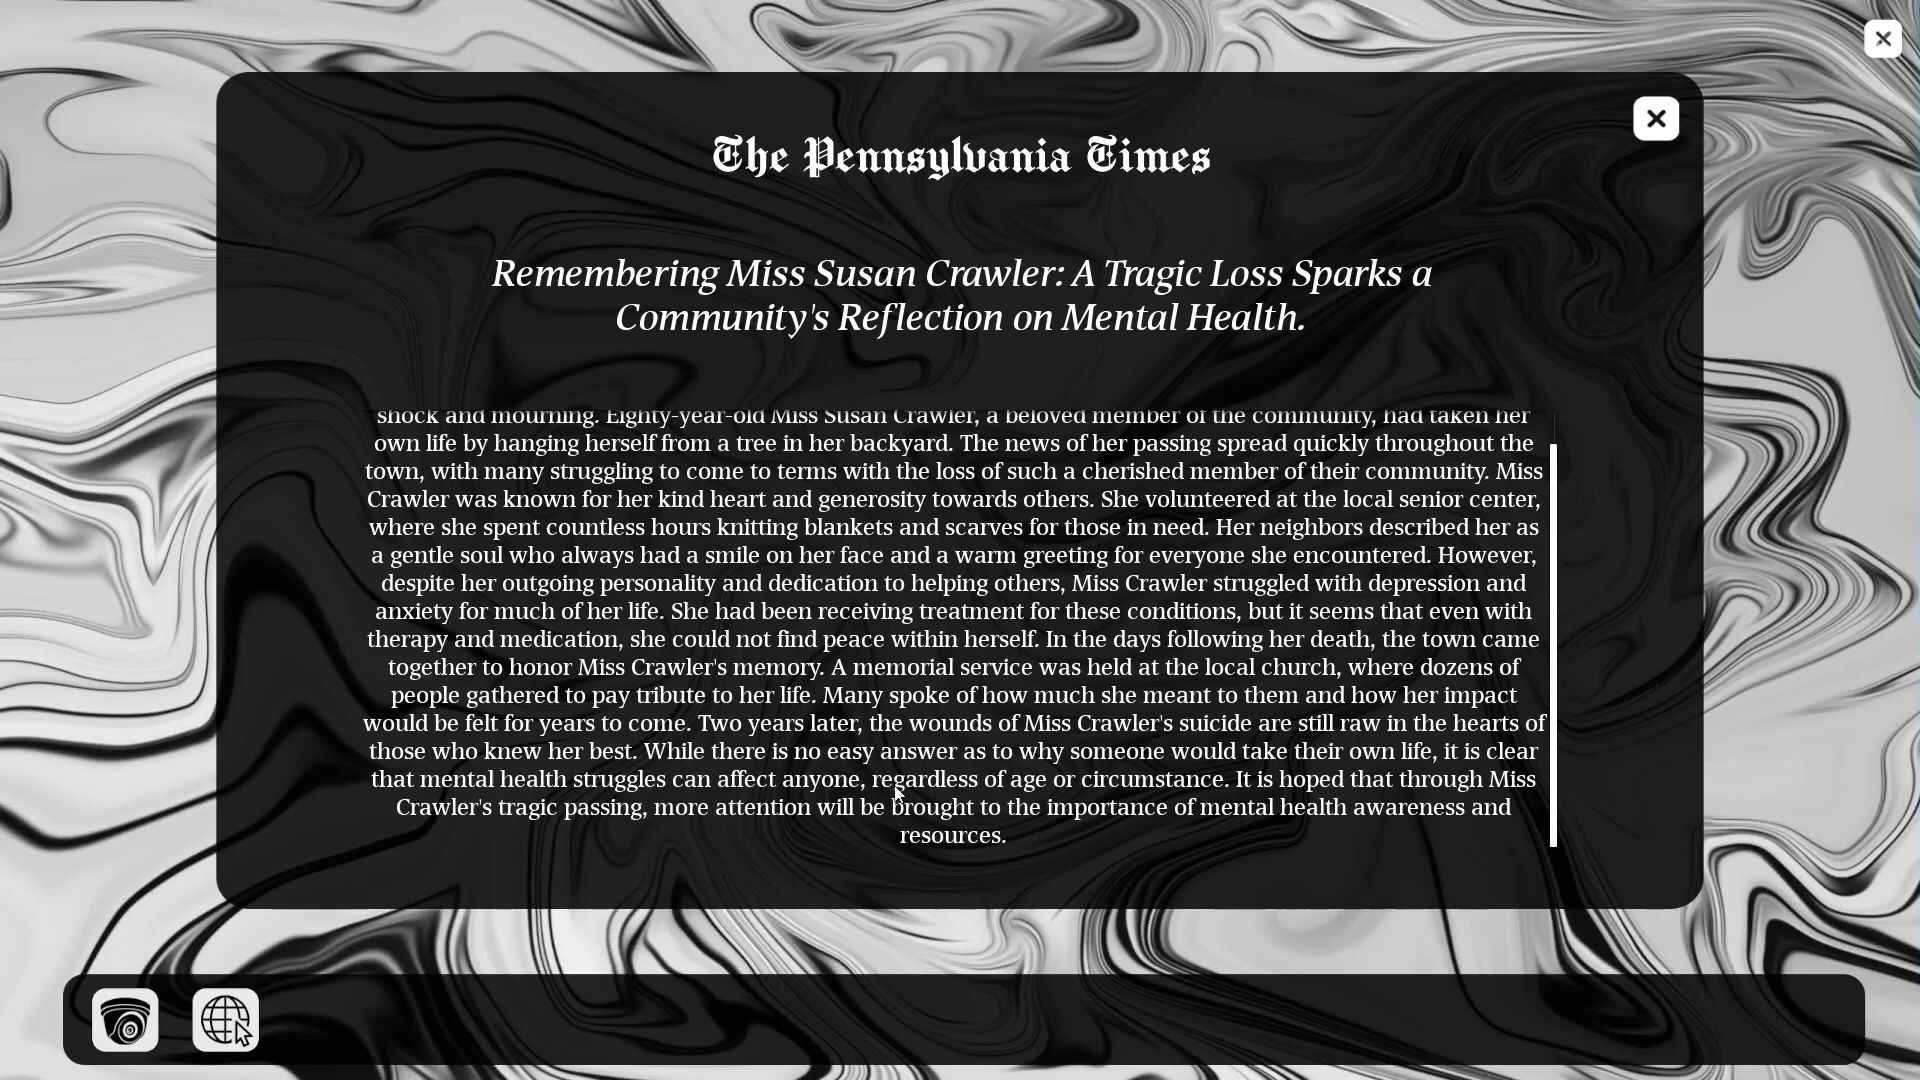 The Pennsylvania Times
Remembering Miss Susan Crawler: A Tragic Loss Sparks a
Community's Reflection on Mental Health.
shock and mourning. Eighty-year-old Miss Susan Crawler, a beloved member of the community, had taken her
own life by hanging herself from a tree in her backyard. The news of her passing spread quickly throughout the
town, with many struggling to come to terms with the loss of such a cherished member of their community. Miss
Crawler was known for her kind heart and generosity towards others. She volunteered at the local senior center,
where she spent countless hours knitting blankets and scarves for those in need. Her neighbors described her as
a gentle soul who always had a smile on her face and a warm greeting for everyone she encountered. However,
despite her outgoing personality and dedication to helping others, Miss Crawler struggled with depression and
anxiety for much of her life. She had been receiving treatment for these conditions, but it seems that even with
therapy and medication, she could not find peace within herself. In the days following her death, the town came
together to honor Miss Crawler's memory. A memorial service was held at the local church, where dozens of
people gathered to pay tribute to her life. Many spoke of how much she meant to them and how her impact
would be felt for years to come. Two years later, the wounds of Miss Crawler's suicide are still raw in the hearts of
those who knew her best. While there is no easy answer as to why someone would take their own life, it is clear
that mental health struggles can affect anyone, regardless of age or circumstance. It is hoped that through Miss
Crawler's tragic passing, more attention will be brought to the importance of mental health awareness and
resources.